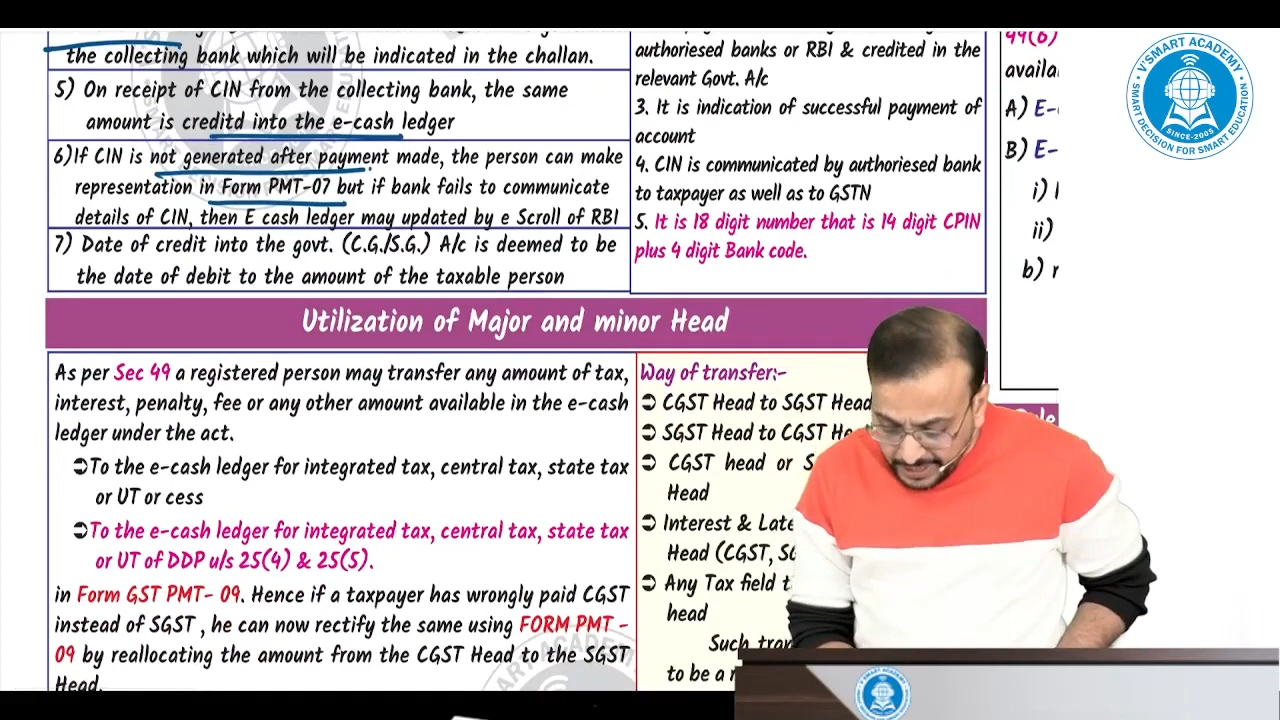 the collecting bank which will be indicated in the challan.
5) On receipt of CIN from the collecting bank, the same
amount is creditd into the e-cash ledger
6)If CIN is not generated after payment made, the person can make
representation in Form PMT-07 but if bank fails to communicate
details of CIN, then E cash ledger may updated by e Scroll of RBI
7) Date of credit into the govt. (C.G./S.G.) A/c is deemed to be
the date of debit to the amount of the taxable person
authoriesed banks or RBI & credited in the
relevant Govt. A/c
3. It is indication of successful payment of
account
4. CIN is communicated by authoriesed bank
to taxpayer as well as to GSTN
5. It is 18 digit number that is 14 digit CPIN
plus 4 digit Bank code.
availa
A) E-
B) E-
i)
ii)
b)
Utilization of Major and minor Head
As per Sec 49 a registered person may transfer any amount of tax,
interest, penalty, fee or any other amount available in the e-cash
ledger under the act.
➲To the e-cash ledger for integrated tax, central tax, state tax
or UT or cess
➲To the e-cash ledger for integrated tax, central tax, state tax
or UT of DDP u/s 25(4) & 25(5).
in Form GST PMT- 09. Hence if a taxpayer has wrongly paid CGST
instead of SGST , he can now rectify the same using FORM PMT -
09 by reallocating the amount from the CGST Head to the SGST
Head.
Way of transfer:-
➲ CGST Head to SGST Head
➲ SGST Head to CGST
➲ CGST head or
Head
➲ Interest & Late
Head (CGST,
➲ Any Tax field
head
Such
to be a
V'SMART ACADEMY
SMART DECISION FOR SMART EDUCATION
SINCE-2005